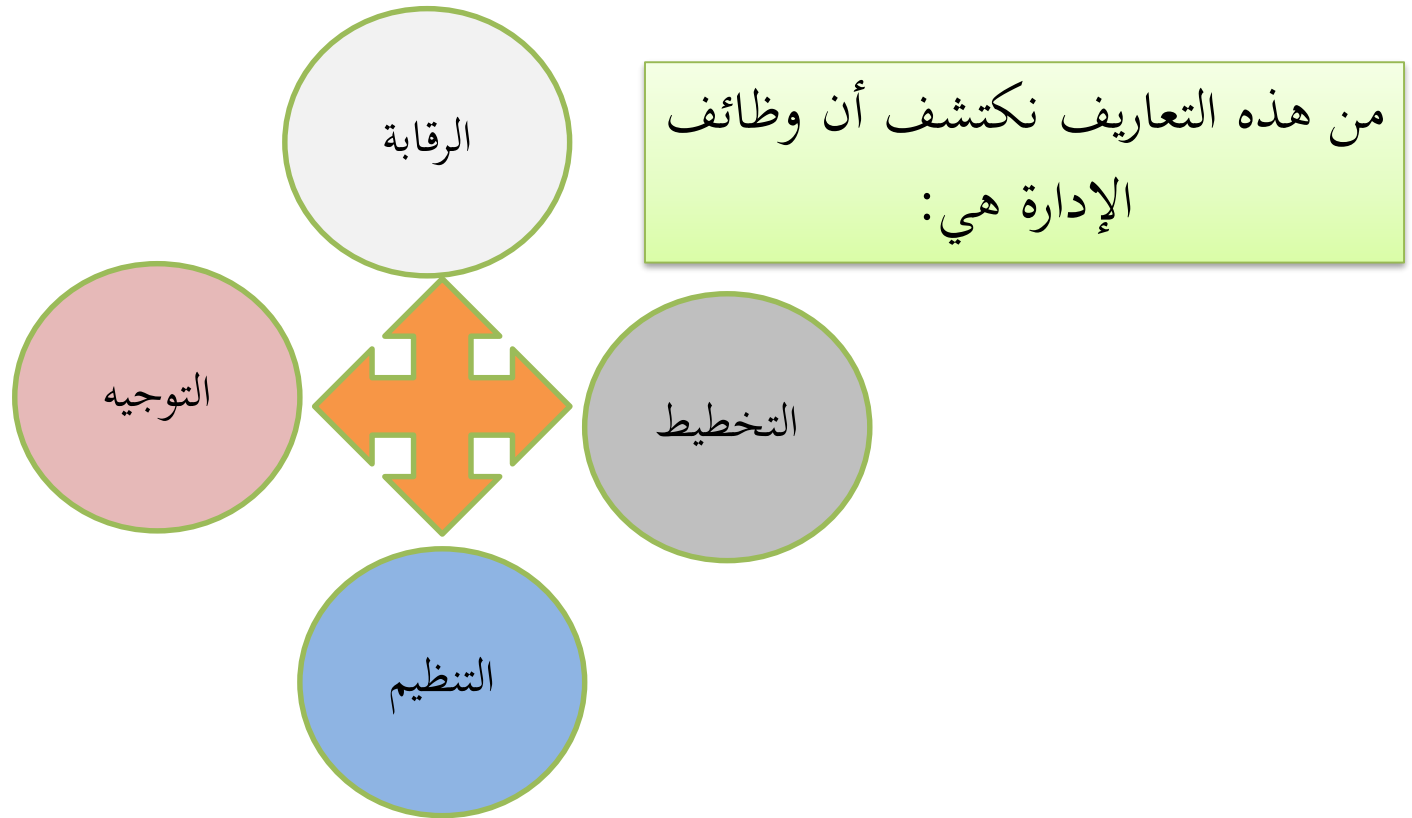 من هذه التعاريف نكتشف أن وظائف
الإدارة هي:
الرقابة
التخطيط
التوجيه
التنظيم